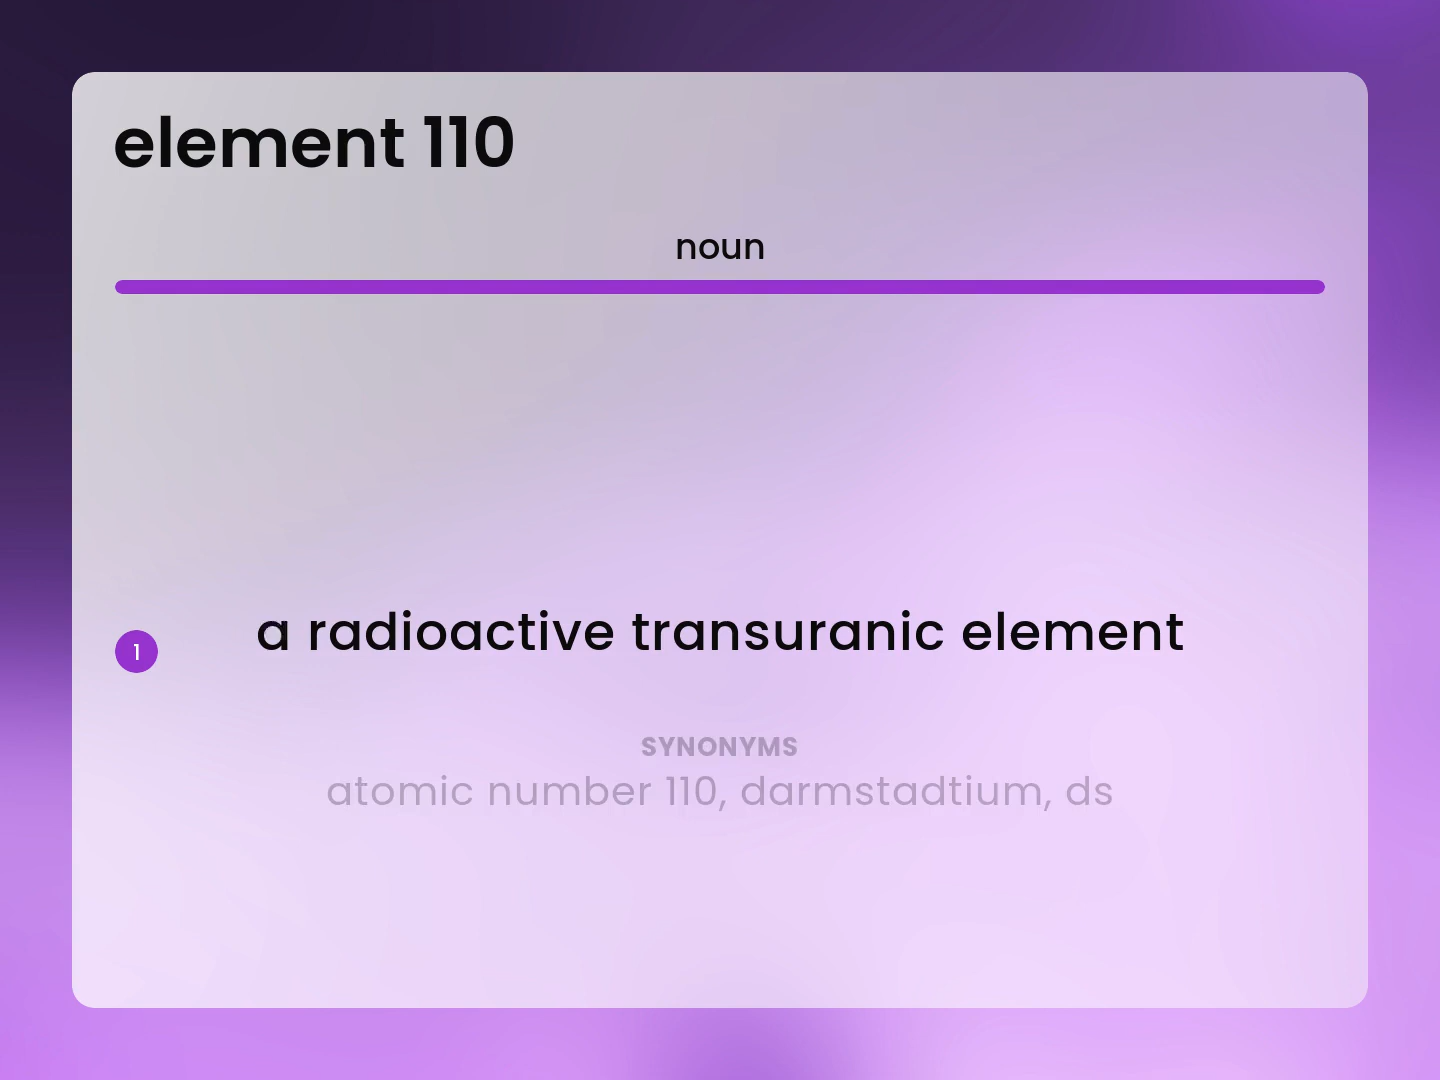 element 110
noun
1
a radioactive transuranic element
SYNONYMS
atomic number 110, darmstadtium, ds